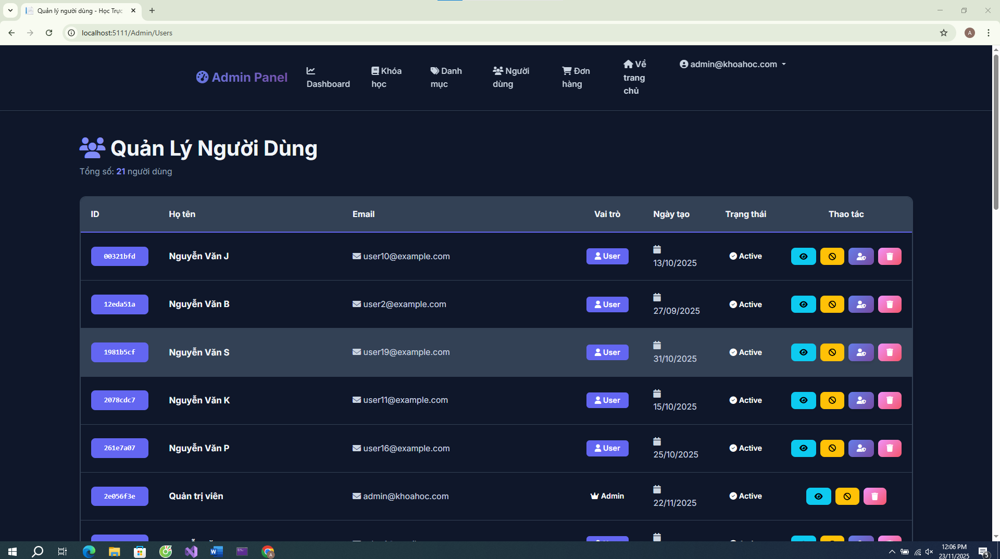 Quản lý người dùng - Học Trực
localhost:5111/Admin/Users
A
Admin Panel
Dashboard
Khóa
học
Danh
mục
Người
dùng
Đơn
hàng
Về
trang
chủ
admin@khoahoc.com
Quản Lý Người Dùng
Tổng số: 21 người dùng
ID Họ tên Email Vai trò Ngày tạo Trạng thái Thao tác
00321bfd Nguyễn Văn J user10@example.com User 13/10/2025 Active
12eda51a Nguyễn Văn B user2@example.com User 27/09/2025 Active
1981b5cf Nguyễn Văn S user19@example.com User 31/10/2025 Active
2078cdc7 Nguyễn Văn K user11@example.com User 15/10/2025 Active
261e7a07 Nguyễn Văn P user16@example.com User 25/10/2025 Active
2e056f3e Quản trị viên admin@khoahoc.com Admin 22/11/2025 Active
12:06 PM
23/11/2025
5